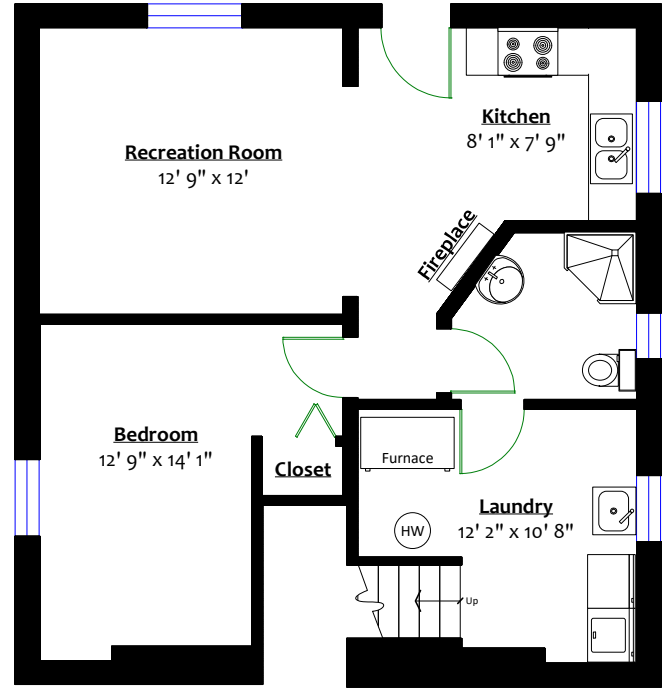 Recreation Room
12' 9" x 12'
Kitchen
8' 1" x 7' 9"
Fireplace
Bedroom
12' 9" x 14' 1"
Closet
Furnace
Laundry
12' 2" x 10' 8"
HW
Up